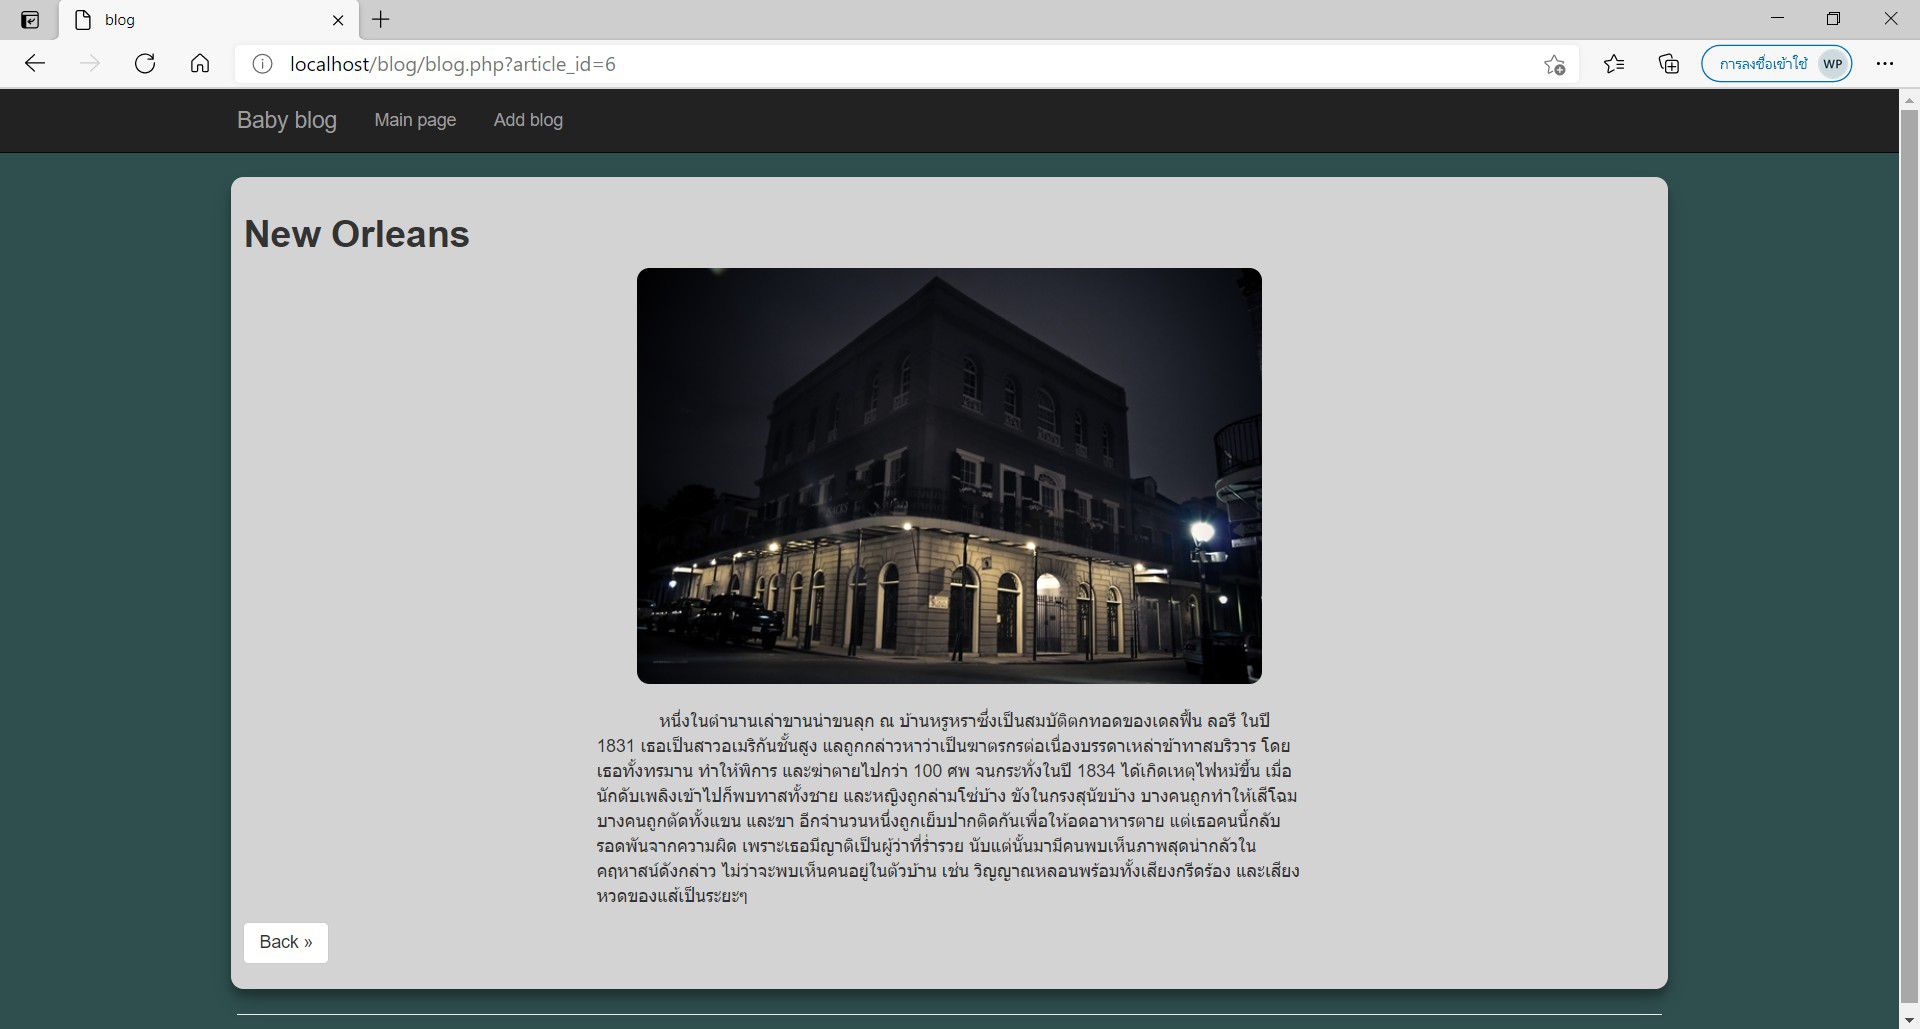 blog
localhost/blog/blog.php?article_id=6
การลงชื่อเข้าใช้ WP
Baby blog Main page Add blog
New Orleans
หนึ่งในตำนานเล่าขานน่าขนลุก ณ บ้านหรูหราซึ่งเป็นสมบัติตกทอดของเดลฟีน ลอรี ในปี
1831 เธอเป็นสาวอเมริกันชั้นสูง แลถูกกล่าวหาว่าเป็นฆาตรกรต่อเนื่องบรรดาเหล่าข้าทาสบริวาร โดย
เธอทั้งทรมาน ทำให้พิการ และฆ่าตายไปกว่า 100 ศพ จนกระทั่งในปี 1834 ได้เกิดเหตุไฟไหม้ขึ้น เมื่อ
นักดับเพลิงเข้าไปก็พบทาสทั้งชาย และหญิงถูกล่ามโซ่บ้าง ขังในกรงสุนัขบ้าง บางคนถูกทำให้เสีโฉม
บางคนถูกตัดทั้งแขน และขา อีกจำนวนหนึ่งถูกเย็บปากติดกันเพื่อให้อดอาหารตาย แต่เธอคนนี้กลับ
รอดพันจากความผิด เพราะเธอมีญาติเป็นผู้ว่าที่ร่ำรวย นับแต่นั้นมามีคนพบเห็นภาพสุดน่ากลัวใน
คฤหาสน์ดังกล่าว ไม่ว่าจะพบเห็นคนอยู่ในตัวบ้าน เช่น วิญญาณหลอนพร้อมทั้งเสียงกรีดร้อง และเสียง
หวดของแส้เป็นระยะๆ
Back »